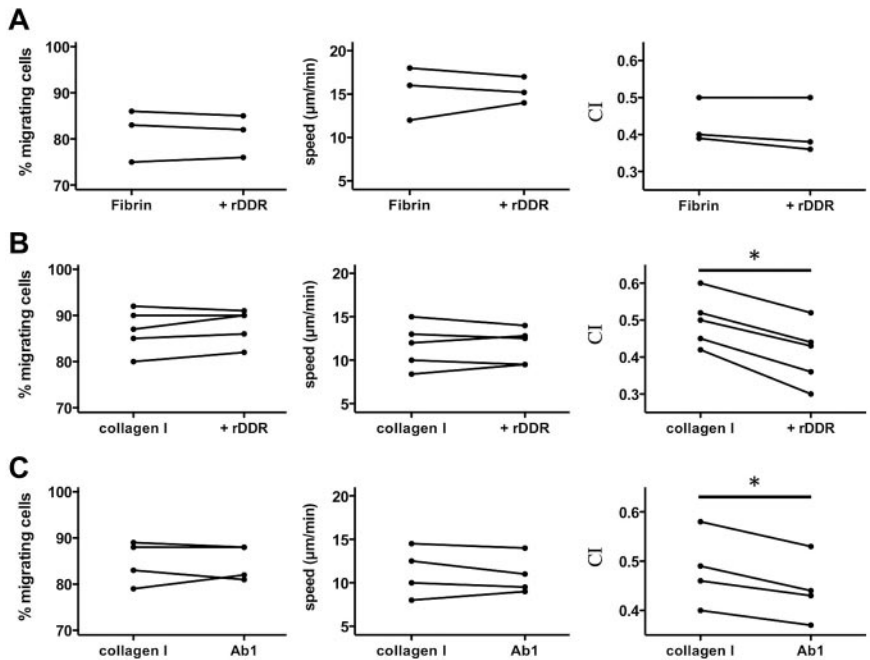 A
% migrating cells
100
90
80
70
Fibrin
+ rDDR
speed (µm/min)
20
15
10
5
Fibrin
+ rDDR
CI
0.6
0.5
0.4
0.3
Fibrin
+ rDDR
B
% migrating cells
100
90
80
70
collagen I
+ rDDR
speed (µm/min)
20
15
10
5
collagen I
+ rDDR
CI
0.6
0.5
0.4
0.3
*
collagen I
+ rDDR
C
% migrating cells
100
90
80
70
collagen I
Ab1
speed (µm/min)
20
15
10
5
collagen I
Ab1
CI
0.6
0.5
0.4
*
collagen I
Ab1